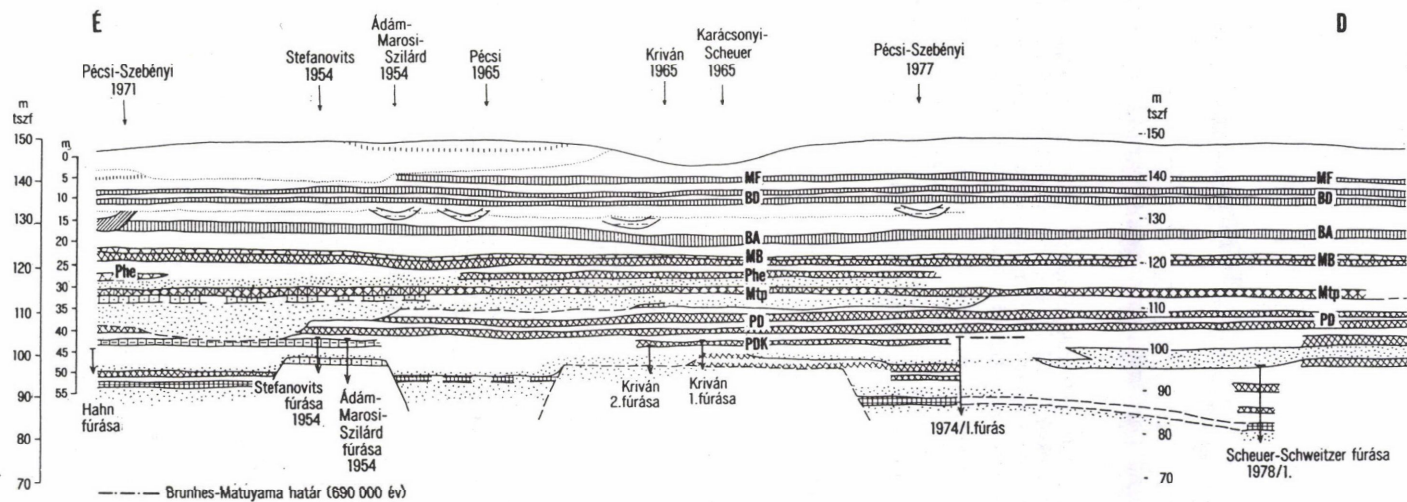 É
D
Pécsi-Szebényi
1971
Stefanovits
1954
Ádám-
Marosi-
Szilárd
1954
Pécsi
1965
Kriván
1965
Karácsonyi-
Scheuer
1965
Pécsi-Szebényi
1977
m
tszf
150
140
130
120
110
100
90
80
70
m
0
5
10
15
20
25
30
35
40
45
50
55
m
tszf
-150
140
-130
-120
-110
100
- 90
- 80
- 70
MF
BD
BA
MB
Phe
Mtp
PD
PDK
Phe
MF
BD
BA
MB
Mtp
PD
Hahn
fúrása
Stefanovits
fúrása
1954
Ádám-
Marosi-
Szilárd
fúrása
1954
Kriván
2.fúrása
Kriván
1.fúrása
1974/I.fúrás
Scheuer-Schweitzer fúrása
1978/1.
Brunhes-Matuyama határ (690 000 év)